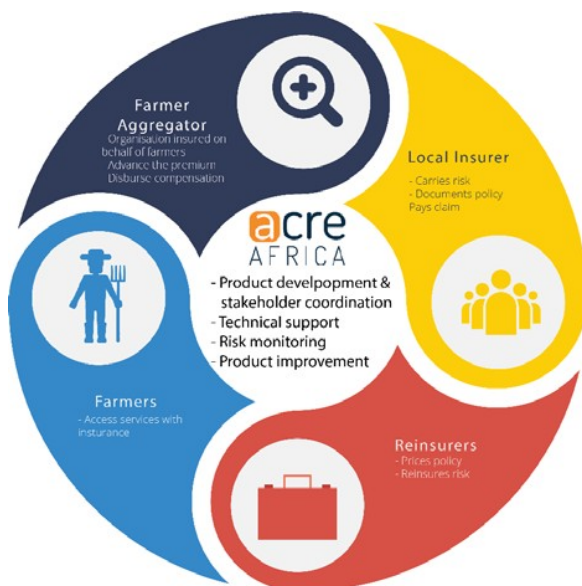 Farmer
Aggregator
Organisation insured on
behalf of farmers
Advance the premium
Disburse compensation
Local Insurer
- Carries risk
- Documents policy
Pays claim
acre
AFRICA
- Product develpopment &
stakeholder coordination
- Technical support
- Risk monitoring
- Product improvement
Farmers
- Access services with
insturance
Reinsurers
- Prices policy
- Reinsures risk